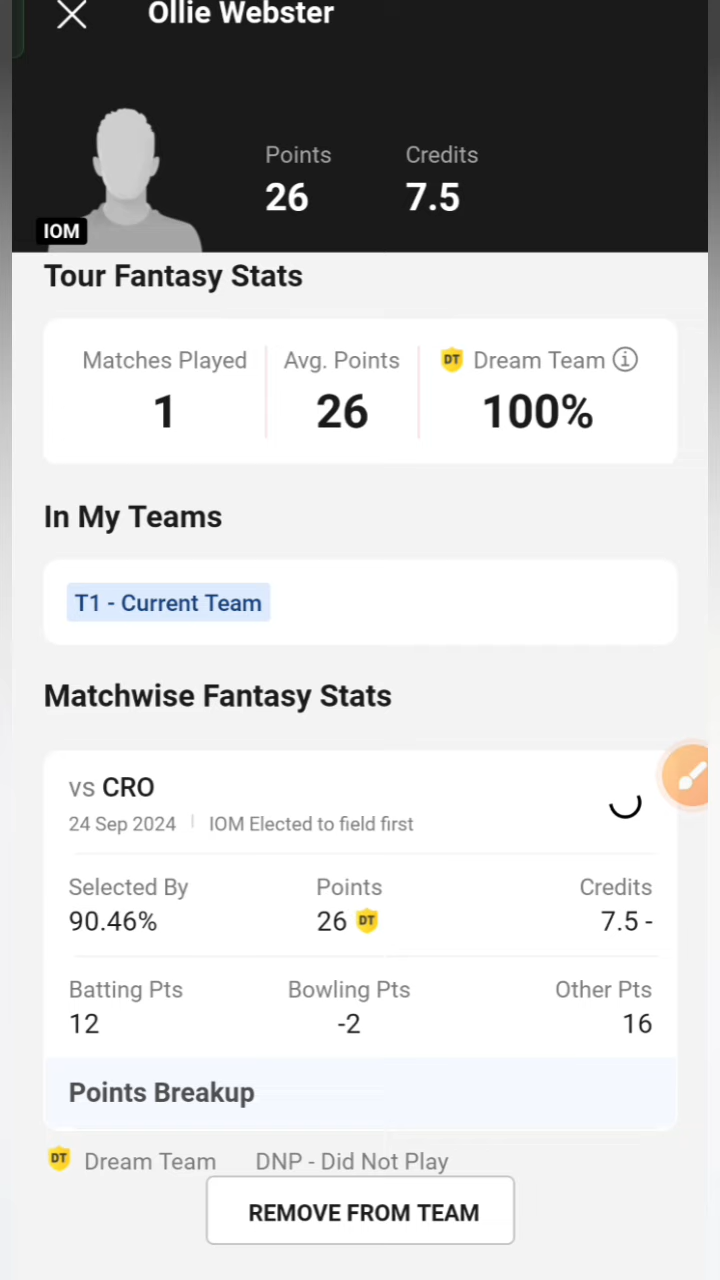 Ollie Webster
Points Credits
26 7.5
IOM
Tour Fantasy Stats
Matches Played Avg. Points DT Dream Team i
1 26 100%
In My Teams
T1 - Current Team
Matchwise Fantasy Stats
vs CRO
24 Sep 2024 IOM Elected to field first
Selected By Points Credits
90.46% 26 DT 7.5 -
Batting Pts Bowling Pts Other Pts
12 -2 16
Points Breakup
DT Dream Team DNP - Did Not Play
REMOVE FROM TEAM